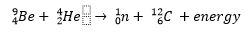 ⁹₄Be + ⁴₂He → ¹₀n + ¹²₆C + energy